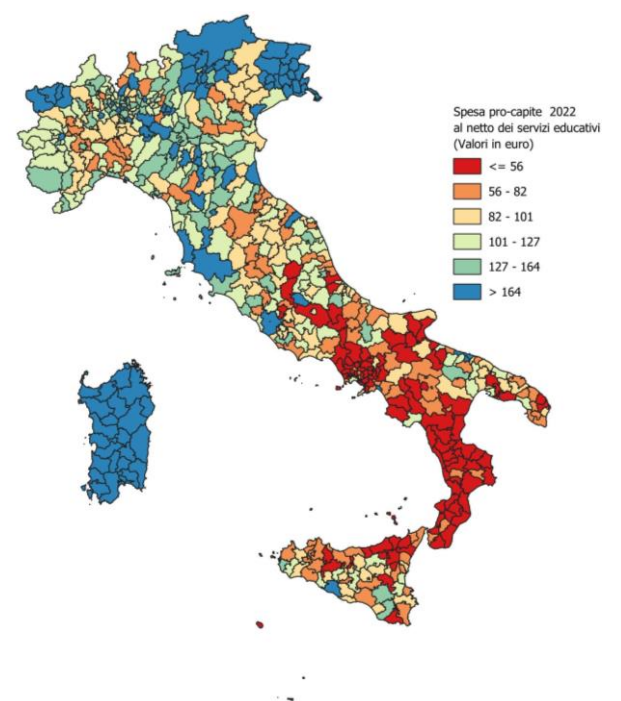 Spesa pro-capite 2022
al netto dei servizi educativi
(Valori in euro)
<= 56
56 - 82
82 - 101
101 - 127
127 - 164
> 164